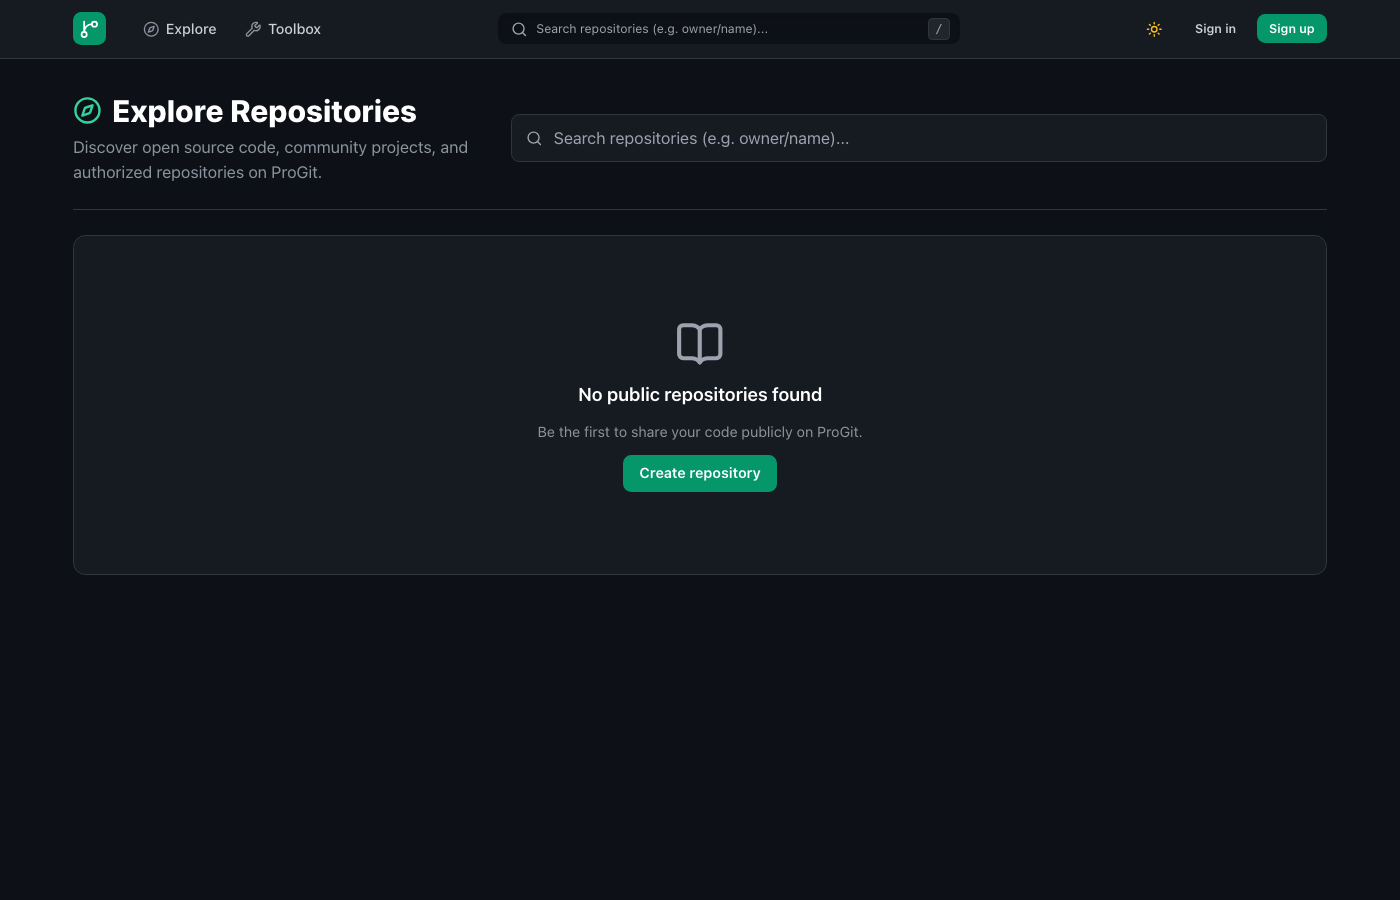 Explore
Toolbox
Search repositories (e.g. owner/name)...
/
Sign in
Sign up
Explore Repositories
Discover open source code, community projects, and
authorized repositories on ProGit.
Search repositories (e.g. owner/name)...
No public repositories found
Be the first to share your code publicly on ProGit.
Create repository